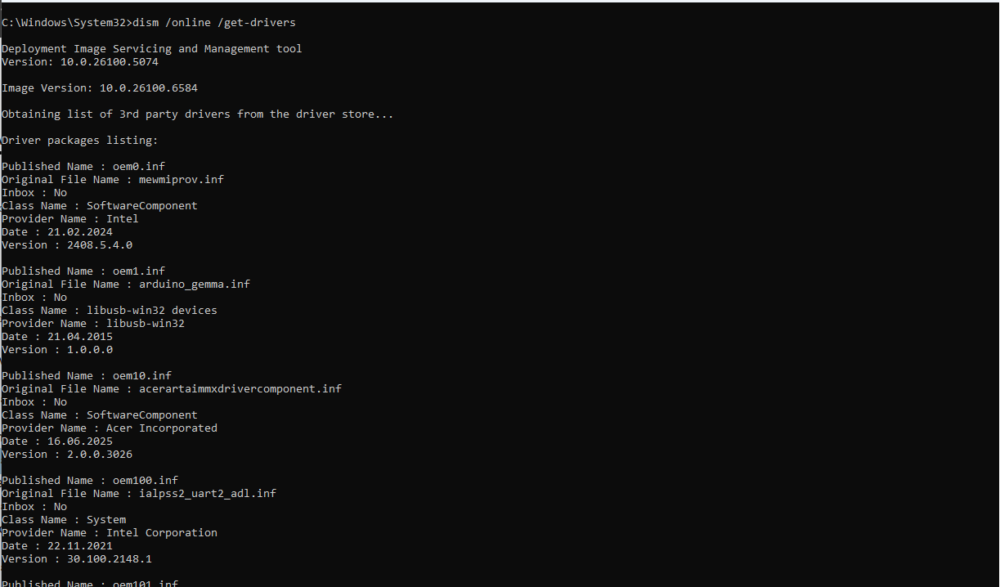 C:\Windows\System32>dism /online /get-drivers
Deployment Image Servicing and Management tool
Version: 10.0.26100.5074
Image Version: 10.0.26100.6584
Obtaining list of 3rd party drivers from the driver store...
Driver packages listing:
Published Name : oem0.inf
Original File Name : mewmiprov.inf
Inbox : No
Class Name : SoftwareComponent
Provider Name : Intel
Date : 21.02.2024
Version : 2408.5.4.0
Published Name : oem1.inf
Original File Name : arduino_gemma.inf
Inbox : No
Class Name : libusb-win32 devices
Provider Name : libusb-win32
Date : 21.04.2015
Version : 1.0.0.0
Published Name : oem10.inf
Original File Name : acerartaimmxdrivercomponent.inf
Inbox : No
Class Name : SoftwareComponent
Provider Name : Acer Incorporated
Date : 16.06.2025
Version : 2.0.0.3026
Published Name : oem100.inf
Original File Name : ialpss2_uart2_adl.inf
Inbox : No
Class Name : System
Provider Name : Intel Corporation
Date : 22.11.2021
Version : 30.100.2148.1
Published Name : oem101.inf